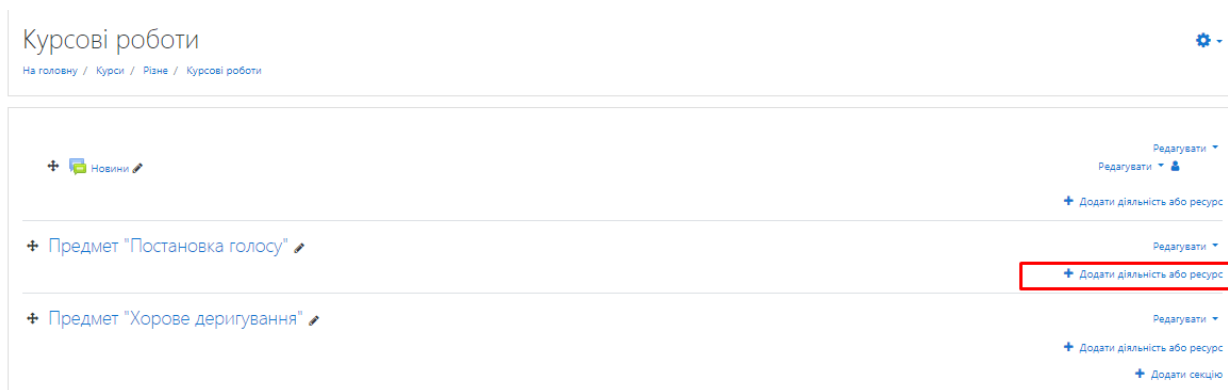 Курсові роботи
На головну / Курси / Різне / Курсові роботи
Редагувати
Новини
Редагувати
Додати діяльність або ресурс
Предмет "Постановка голосу"
Редагувати
Додати діяльність або ресурс
Предмет "Хорове деригування"
Редагувати
Додати діяльність або ресурс
Додати секцію